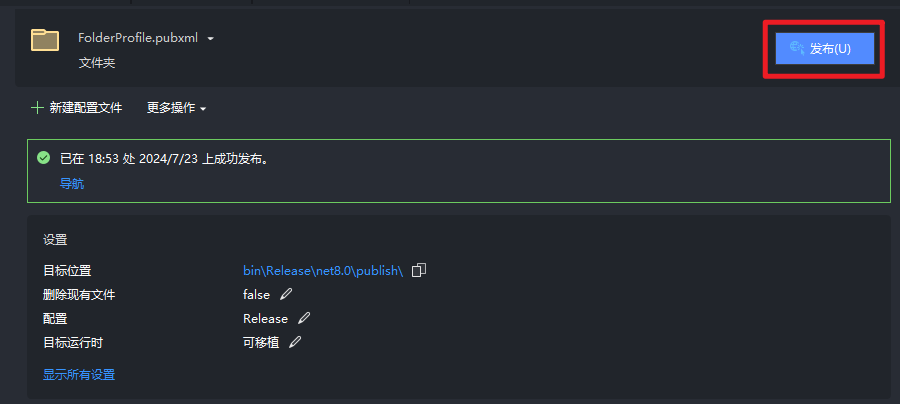 FolderProfile.pubxml
文件夹
发布(U)
新建配置文件 更多操作
已在 18:53 处 2024/7/23 上成功发布。
导航
设置
目标位置 bin\Release\net8.0\publish\
删除现有文件 false
配置 Release
目标运行时 可移植
显示所有设置